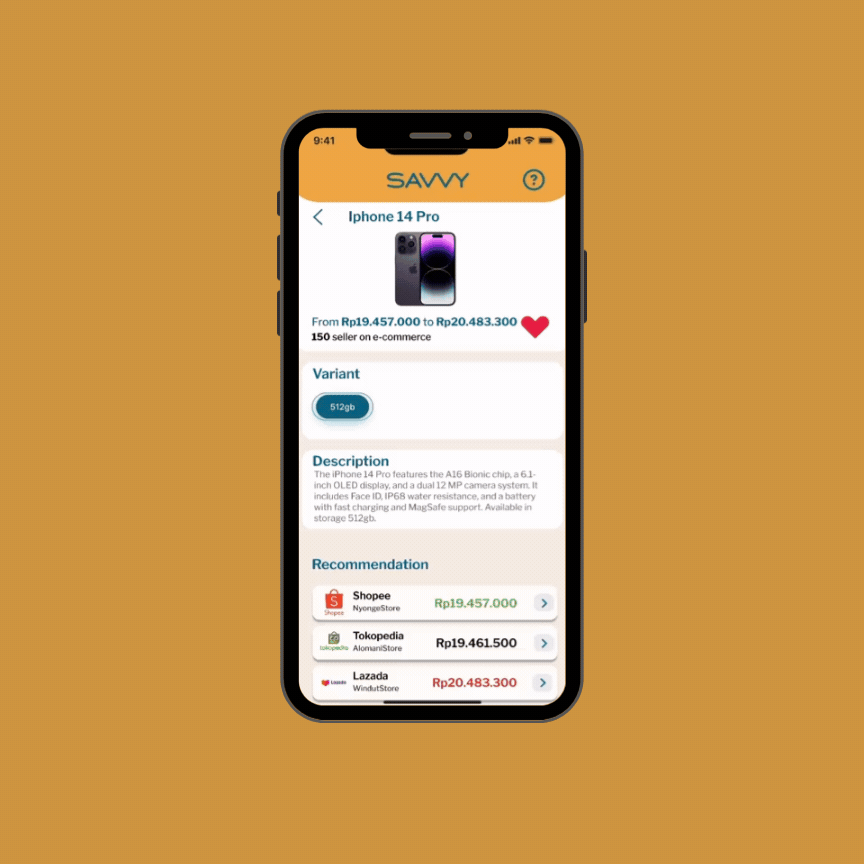 9:41
SAVVY
?
Iphone 14 Pro
From Rp19.457.000 to Rp20.483.300
150 seller on e-commerce
Variant
512gb
Description
The iPhone 14 Pro features the A16 Bionic chip, a 6.1-
inch OLED display, and a dual 12 MP camera system. It
includes Face ID, IP68 water resistance, and a battery
with fast charging and MagSafe support. Available in
storage 512gb.
Recommendation
S
Shopee
Shopee
NyongeStore
Rp19.457.000
tokopedia
Tokopedia
AlomaniStore
Rp19.461.500
Lazada
Lazada
WindutStore
Rp20.483.300